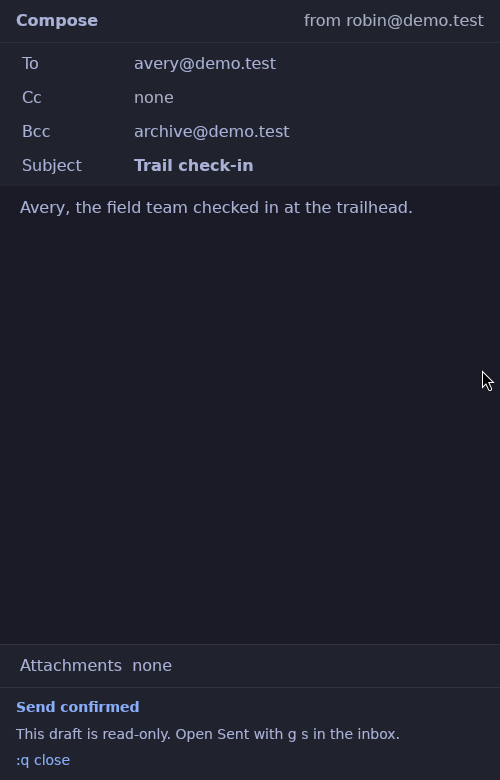 Compose from robin@demo.test
To avery@demo.test
Cc none
Bcc archive@demo.test
Subject Trail check-in
Avery, the field team checked in at the trailhead.
Attachments none
Send confirmed
This draft is read-only. Open Sent with g s in the inbox.
:q close